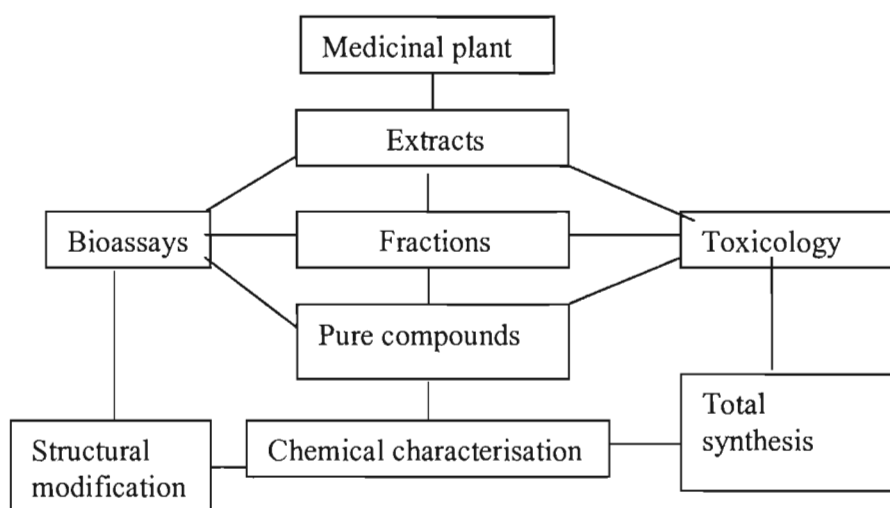 Medicinal plant
Extracts
Bioassays
Fractions
Toxicology
Pure compounds
Total
synthesis
Structural
modification
Chemical characterisation